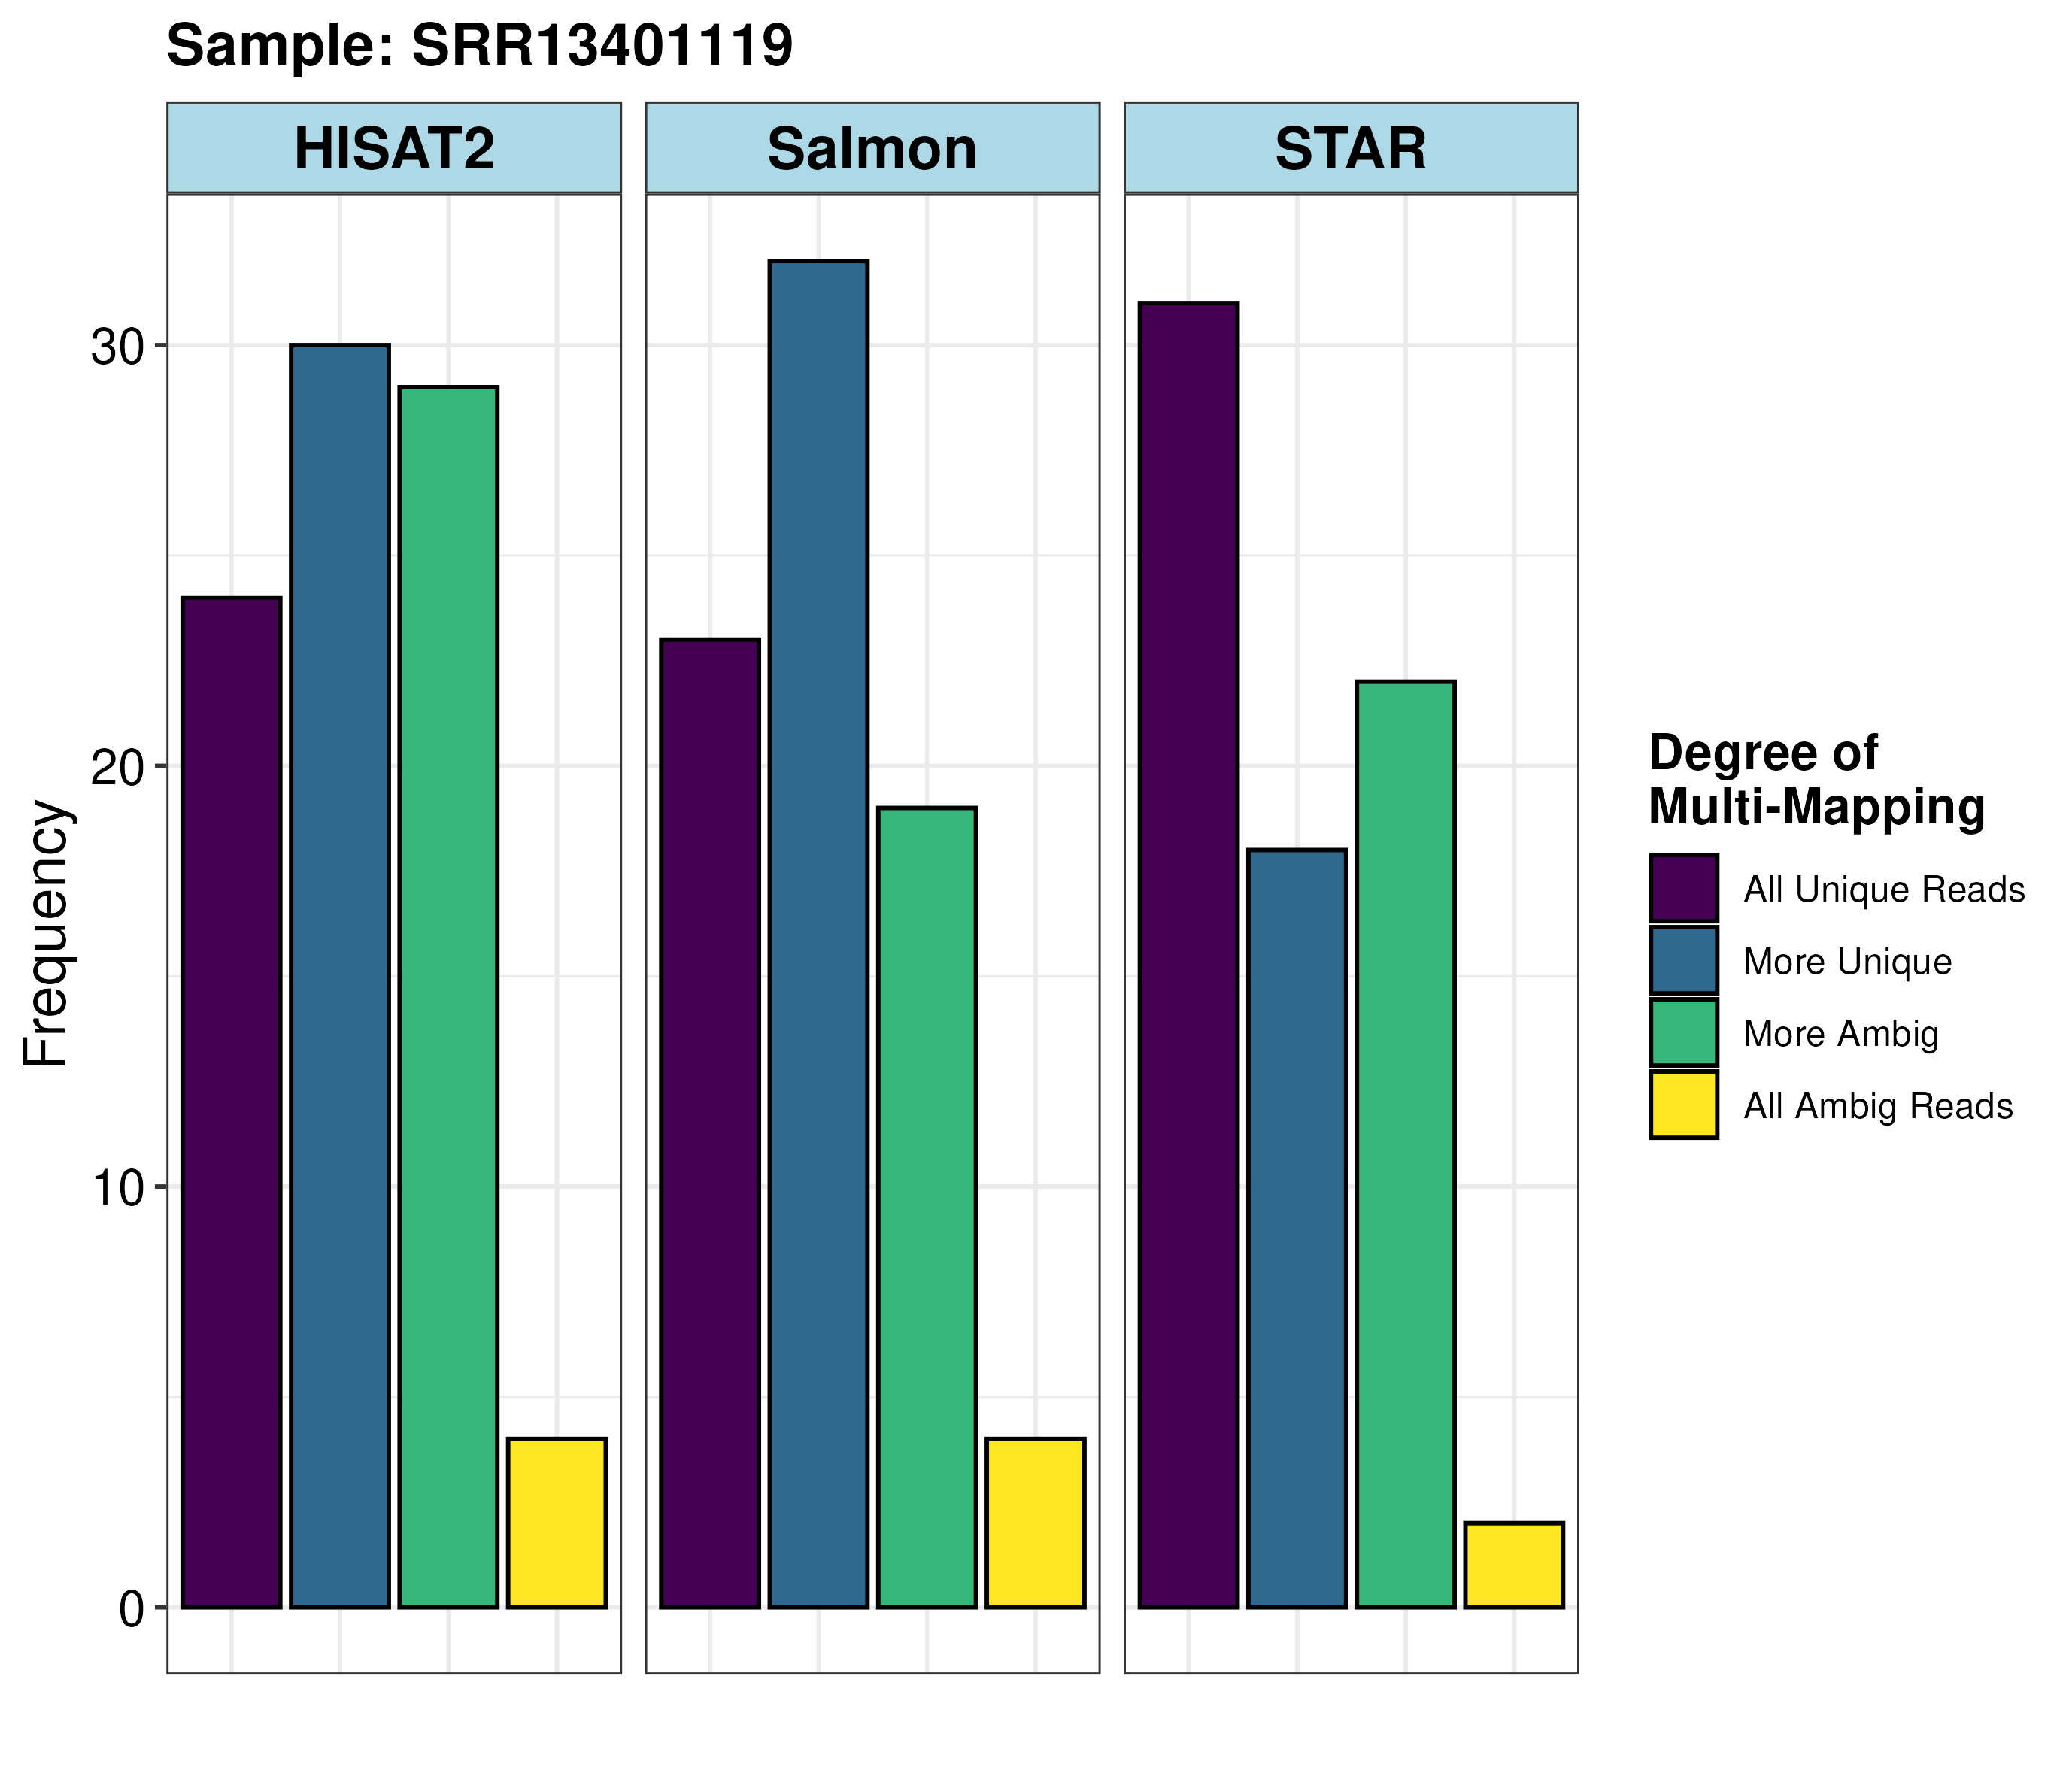 Sample: SRR13401119
HISAT2
Salmon
STAR
30
20
10
0
Frequency
Degree of
Multi-Mapping
All Unique Reads
More Unique
More Ambig
All Ambig Reads